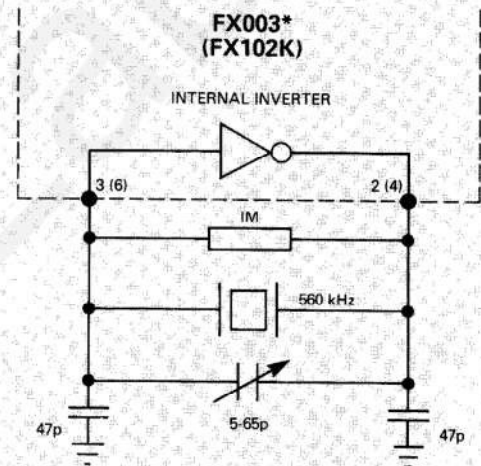 FX003*
(FX102K)
INTERNAL INVERTER
3 (6)
2 (4)
IM
560 kHz
5-65p
47p
47p